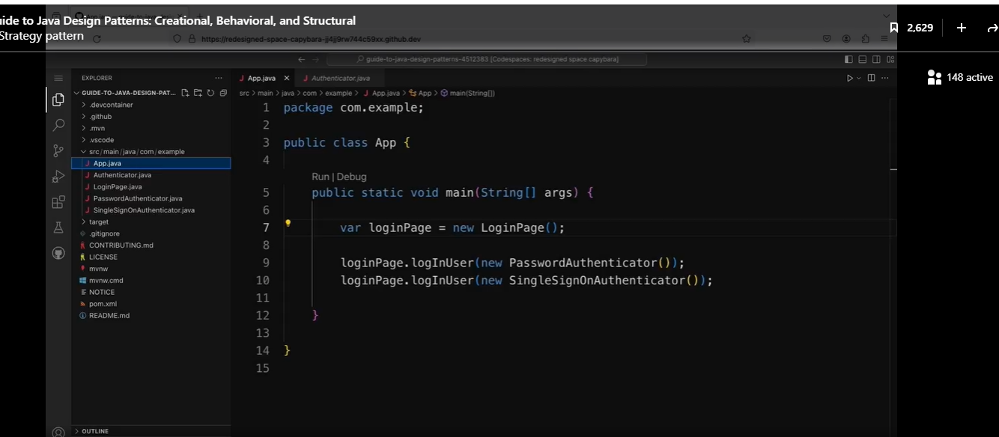 ide to Java Design Patterns: Creational, Behavioral, and Structural
Strategy pattern
2,629
148 active
https://redesigned-space-capybara-jj4jj9rw744c59xx.github.dev
guide-to-java-design-patterns-4512383 [Codespaces: redesigned space capybara]
EXPLORER
GUIDE-TO-JAVA-DESIGN-PAT...
.devcontainer
.github
.mvn
.vscode
src/main/java/com/example
App.java
Authenticator.java
LoginPage.java
PasswordAuthenticator.java
SingleSignOnAuthenticator.java
target
.gitignore
CONTRIBUTING.md
LICENSE
mvnw
mvnw.cmd
NOTICE
pom.xml
README.md
OUTLINE
App.java Authenticator.java
src > main > java > com > example > App.java > App > main(String[])
1 package com.example;
2
3 public class App {
4
Run | Debug
5 public static void main(String[] args) {
6
7 var loginPage = new LoginPage();
8
9 loginPage.logInUser(new PasswordAuthenticator());
10 loginPage.logInUser(new SingleSignOnAuthenticator());
11
12 }
13
14 }
15